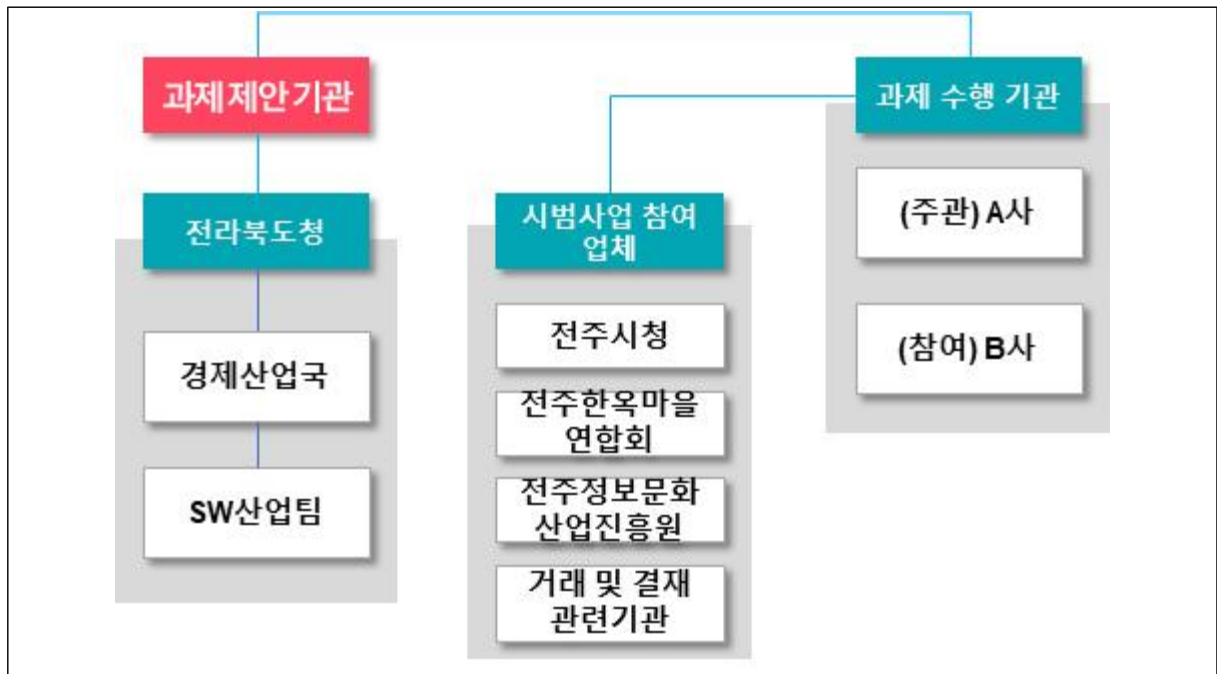 과제제안기관
전라북도청
경제산업국
SW산업팀
시범사업 참여
업체
전주시청
전주한옥마을
연합회
전주정보문화
산업진흥원
거래 및 결재
관련기관
과제 수행 기관
(주관) A사
(참여) B사